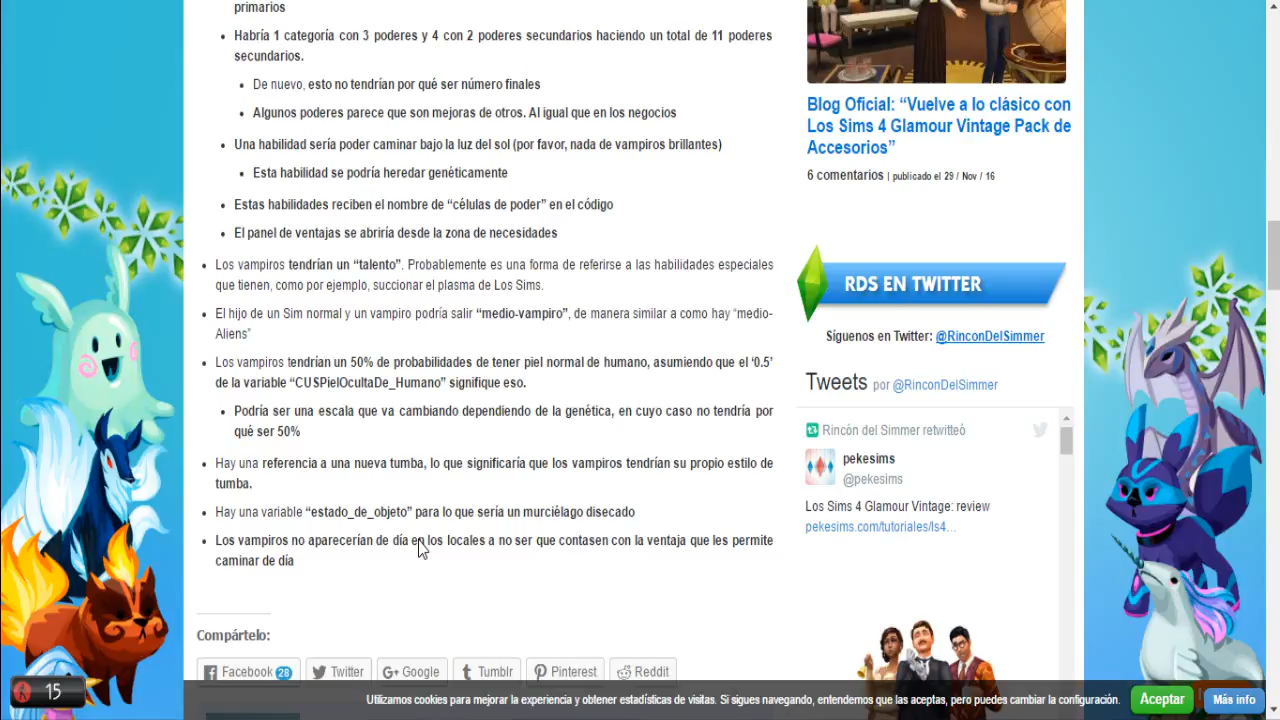 primarios
Habría 1 categoría con 3 poderes y 4 con 2 poderes secundarios haciendo un total de 11 poderes
secundarios.
De nuevo, esto no tendrían por qué ser número finales
Algunos poderes parece que son mejoras de otros. Al igual que en los negocios
Una habilidad sería poder caminar bajo la luz del sol (por favor, nada de vampiros brillantes)
Esta habilidad se podría heredar genéticamente
Estas habilidades reciben el nombre de “células de poder” en el código
El panel de ventajas se abriría desde la zona de necesidades
Los vampiros tendrían un “talento”. Probablemente es una forma de referirse a las habilidades especiales
que tienen, como por ejemplo, succionar el plasma de Los Sims.
El hijo de un Sim normal y un vampiro podría salir “medio-vampiro”, de manera similar a como hay “medio-
Aliens”
Los vampiros tendrían un 50% de probabilidades de tener piel normal de humano, asumiendo que el ‘0.5’
de la variable “CUSPielOcultaDe_Humano” signifique eso.
Podría ser una escala que va cambiando dependiendo de la genética, en cuyo caso no tendría por
qué ser 50%
Hay una referencia a una nueva tumba, lo que significaría que los vampiros tendrían su propio estilo de
tumba.
Hay una variable “estado_de_objeto” para lo que sería un murciélago disecado
Los vampiros no aparecerían de día en los locales a no ser que contasen con la ventaja que les permite
caminar de día
Compártelo:
Facebook 28
Twitter
G+ Google
Tumblr
Pinterest
Reddit
Blog Oficial: “Vuelve a lo clásico con
Los Sims 4 Glamour Vintage Pack de
Accesorios”
6 comentarios | publicado el 29 / Nov / 16
RDS EN TWITTER
Síguenos en Twitter: @RinconDelSimmer
Tweets por @RinconDelSimmer
Rincón del Simmer retwitteó
pekesims
@pekesims
Los Sims 4 Glamour Vintage: review
pekesims.com/tutoriales/ls4…
15
Utilizamos cookies para mejorar la experiencia y obtener estadísticas de visitas. Si sigues navegando, entendemos que las aceptas, pero puedes cambiar la configuración.
Aceptar
Más info